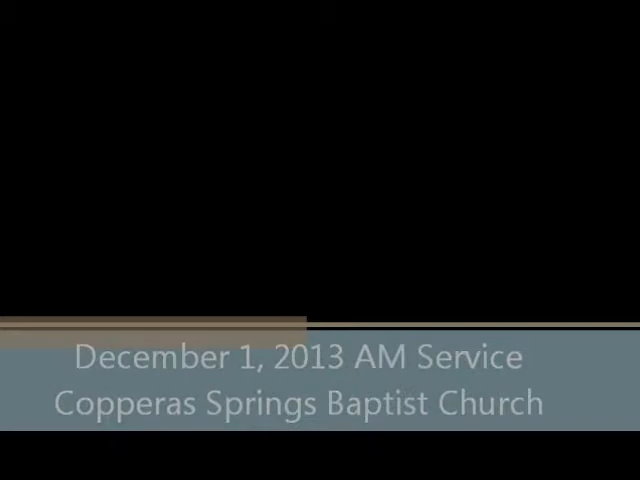 December 1, 2013 AM Service
Copperas Springs Baptist Church